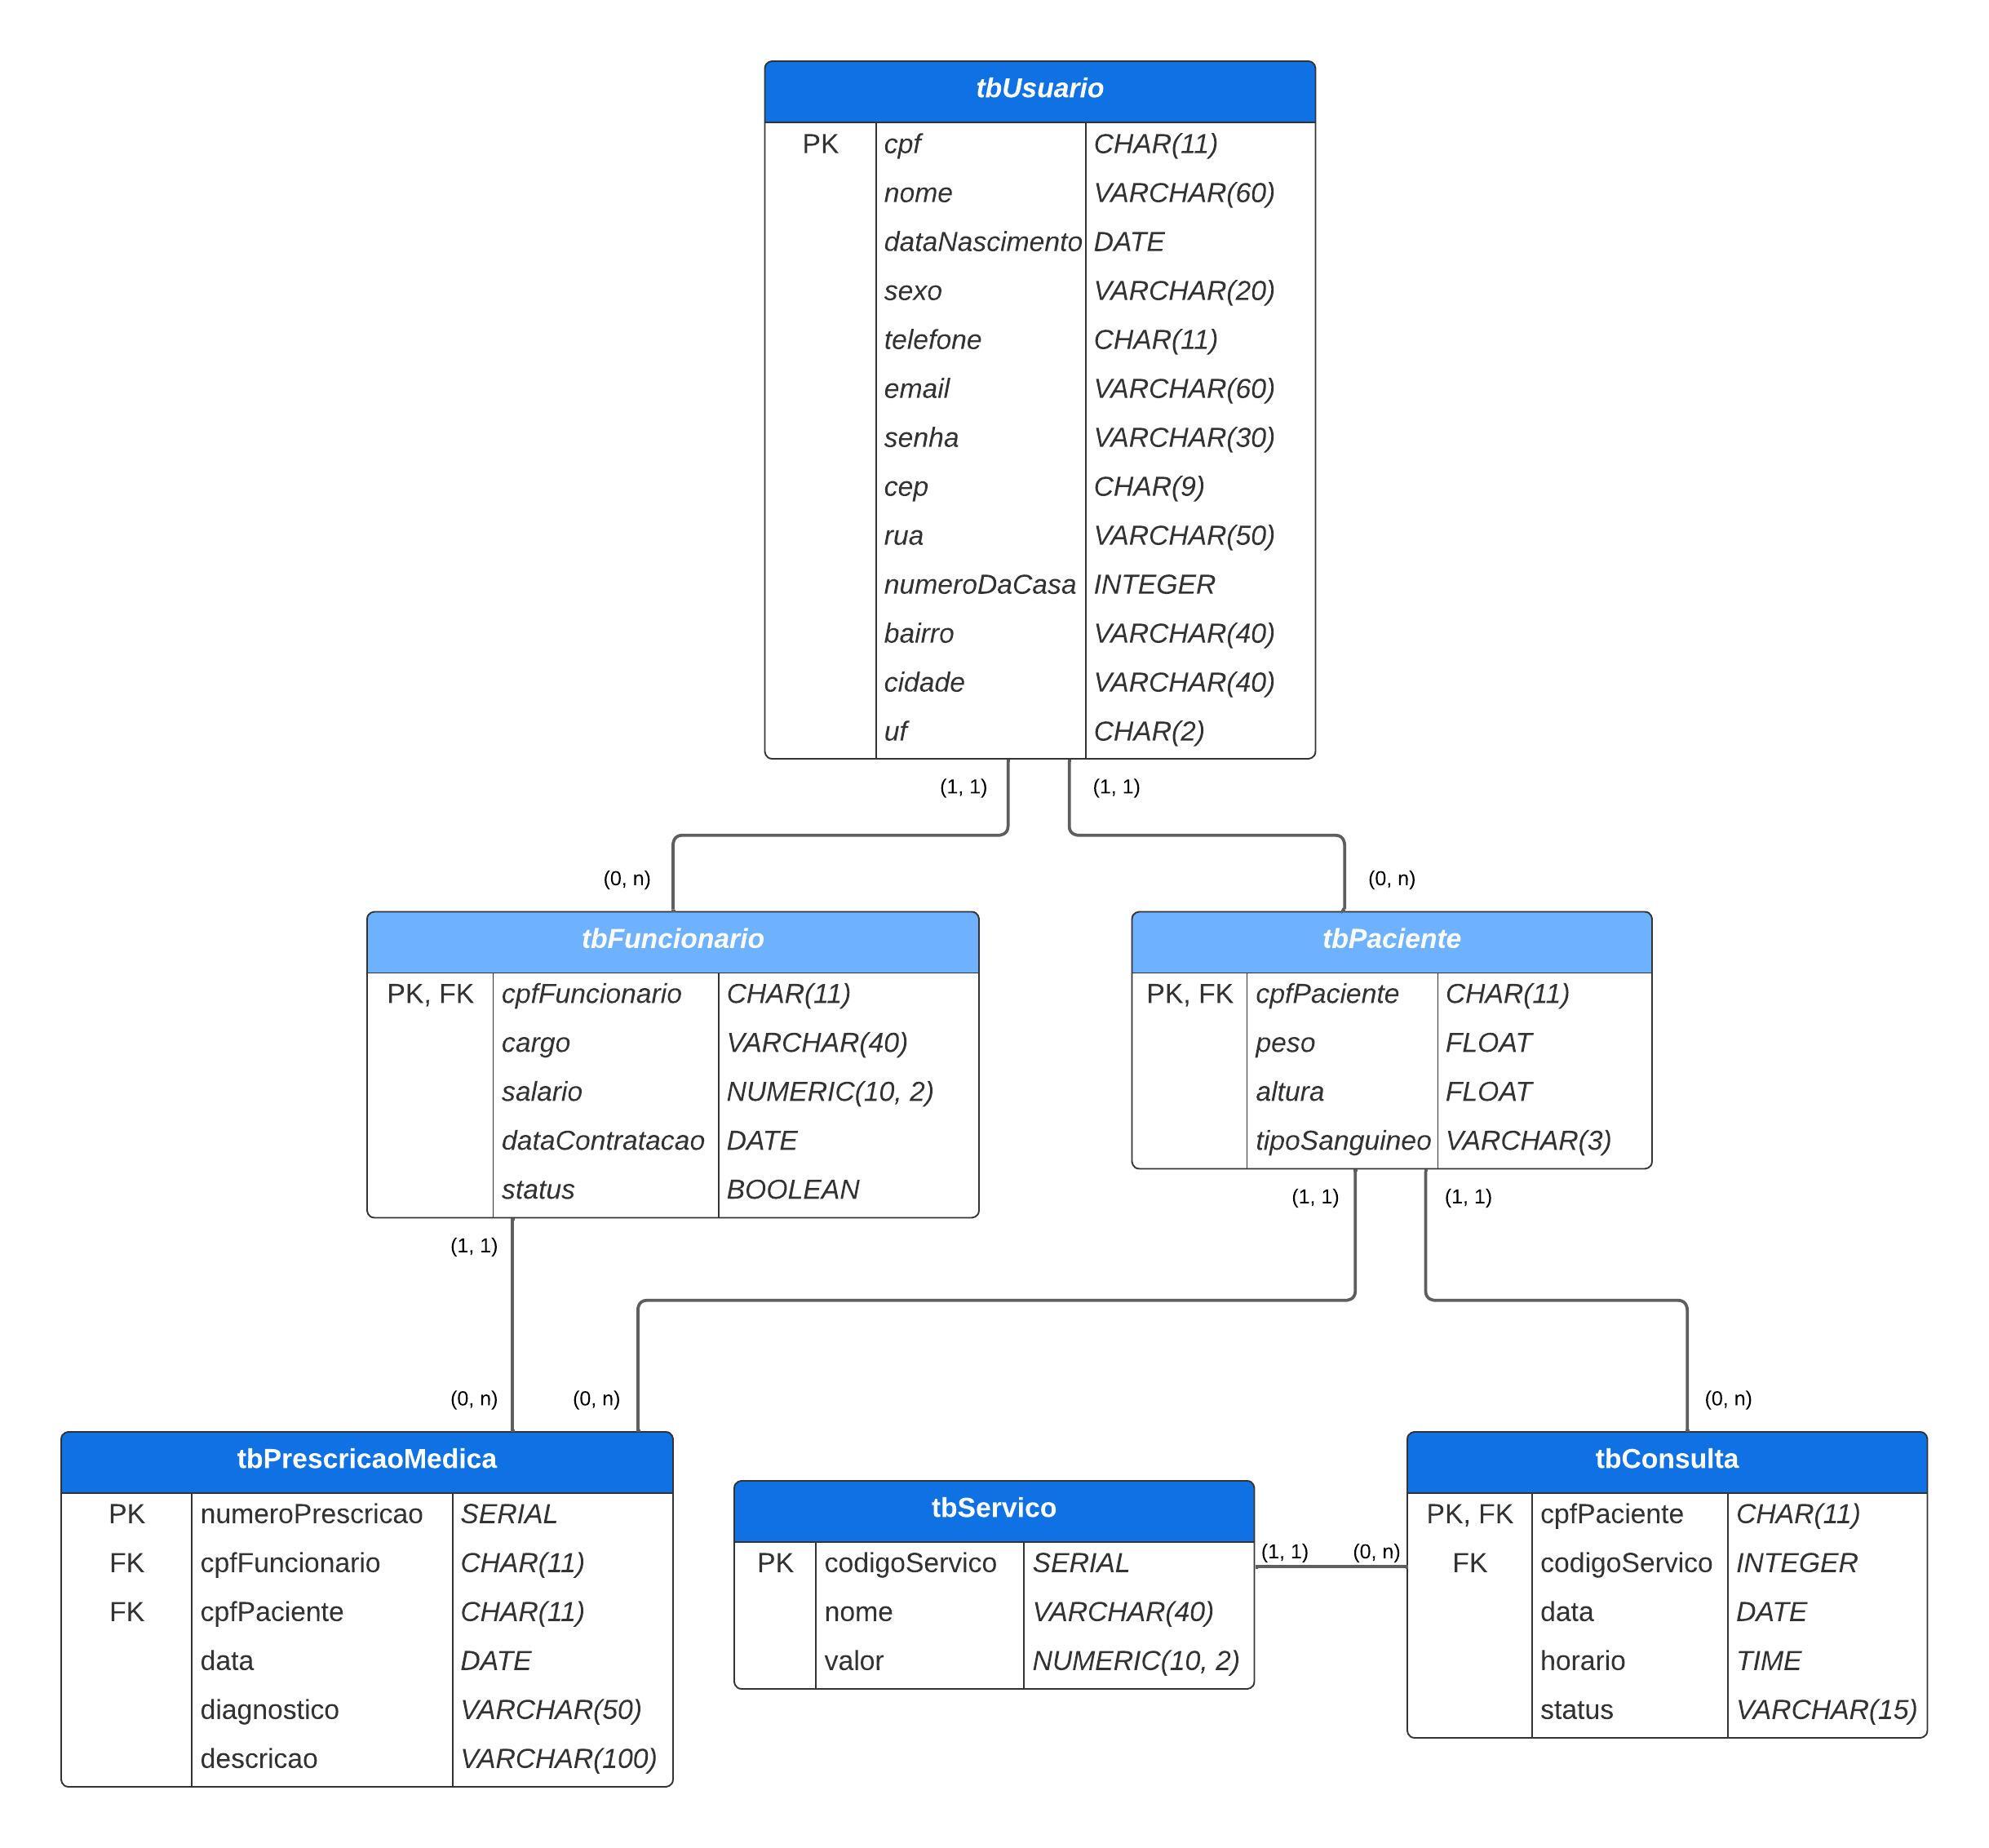 tbUsuario
PK cpf CHAR(11)
nome VARCHAR(60)
dataNascimento DATE
sexo VARCHAR(20)
telefone CHAR(11)
email VARCHAR(60)
senha VARCHAR(30)
cep CHAR(9)
rua VARCHAR(50)
numeroDaCasa INTEGER
bairro VARCHAR(40)
cidade VARCHAR(40)
uf CHAR(2)
(1, 1) (1, 1)
(0, n) (0, n)
tbFuncionario
PK, FK cpfFuncionario CHAR(11)
cargo VARCHAR(40)
salario NUMERIC(10, 2)
dataContratacao DATE
status BOOLEAN
tbPaciente
PK, FK cpfPaciente CHAR(11)
peso FLOAT
altura FLOAT
tipoSanguineo VARCHAR(3)
(1, 1) (1, 1)
(1, 1)
(0, n) (0, n) (0, n)
tbPrescricaoMedica
PK numeroPrescricao SERIAL
FK cpfFuncionario CHAR(11)
FK cpfPaciente CHAR(11)
data DATE
diagnostico VARCHAR(50)
descricao VARCHAR(100)
tbServico
PK codigoServico SERIAL
nome VARCHAR(40)
valor NUMERIC(10, 2)
(1, 1) (0, n)
tbConsulta
PK, FK cpfPaciente CHAR(11)
FK codigoServico INTEGER
data DATE
horario TIME
status VARCHAR(15)